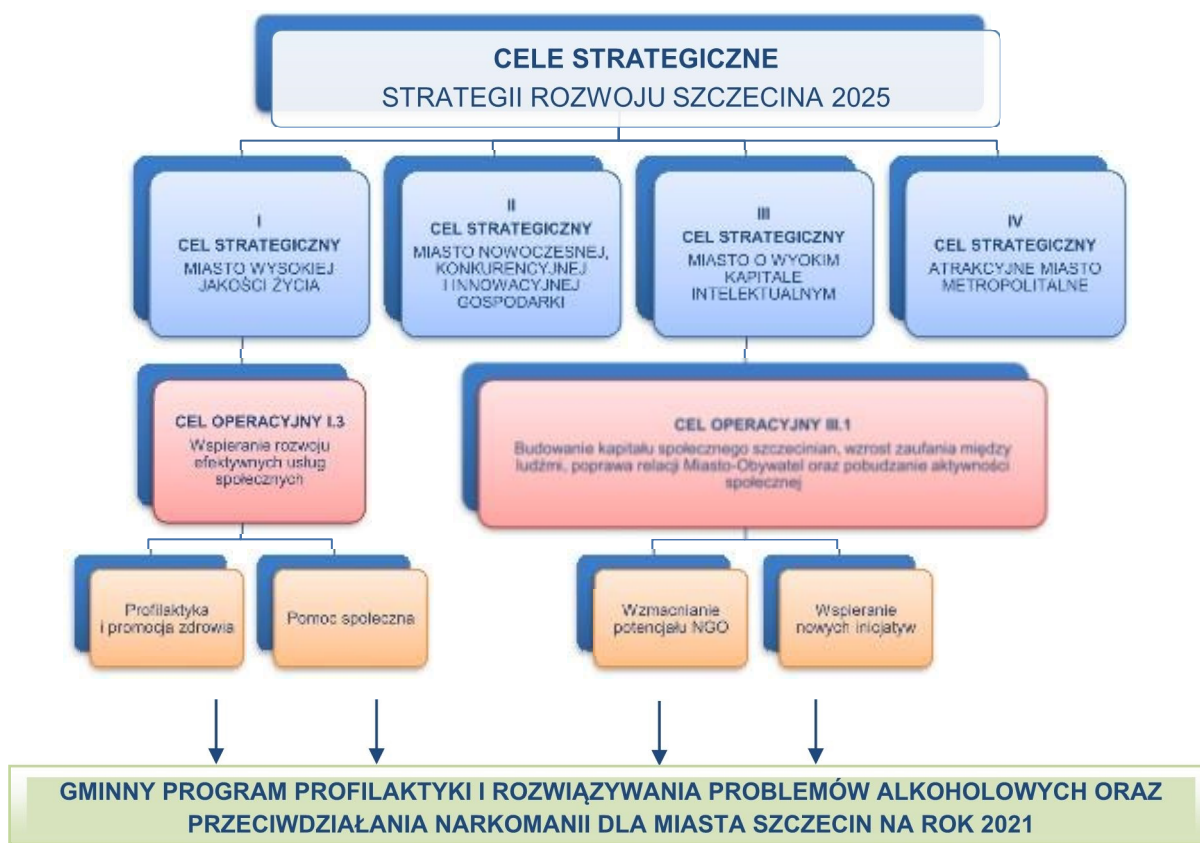 CELE STRATEGICZNE
STRATEGII ROZWOJU SZCZECINA 2025
I
CEL STRATEGICZNY
MIASTO WYSOKIEJ
JAKOŚCI ŻYCIA
II
CEL STRATEGICZNY
MIASTO NOWOCZESNEJ,
KONKURENCYJNEJ
I INNOWACYJNEJ
GOSPODARKI
III
CEL STRATEGICZNY
MIASTO O WYOKIM
KAPITALE
INTELEKTUALNYM
IV
CEL STRATEGICZNY
ATRAKCYJNE MIASTO
METROPOLITALNE
CEL OPERACYJNY I.3
Wspieranie rozwoju
efektywnych usług
społecznych
CEL OPERACYJNY III.1
Budowanie kapitału społecznego szczecinian, wzrost zaufania między
ludźmi, poprawa relacji Miasto-Obywatel oraz pobudzanie aktywności
społecznej
Profilaktyka
i promocja zdrowia
Pomoc społeczna
Wzmacnianie
potencjału NGO
Wspieranie
nowych inicjatyw
GMINNY PROGRAM PROFILAKTYKI I ROZWIĄZYWANIA PROBLEMÓW ALKOHOLOWYCH ORAZ
PRZECIWDZIAŁANIA NARKOMANII DLA MIASTA SZCZECIN NA ROK 2021